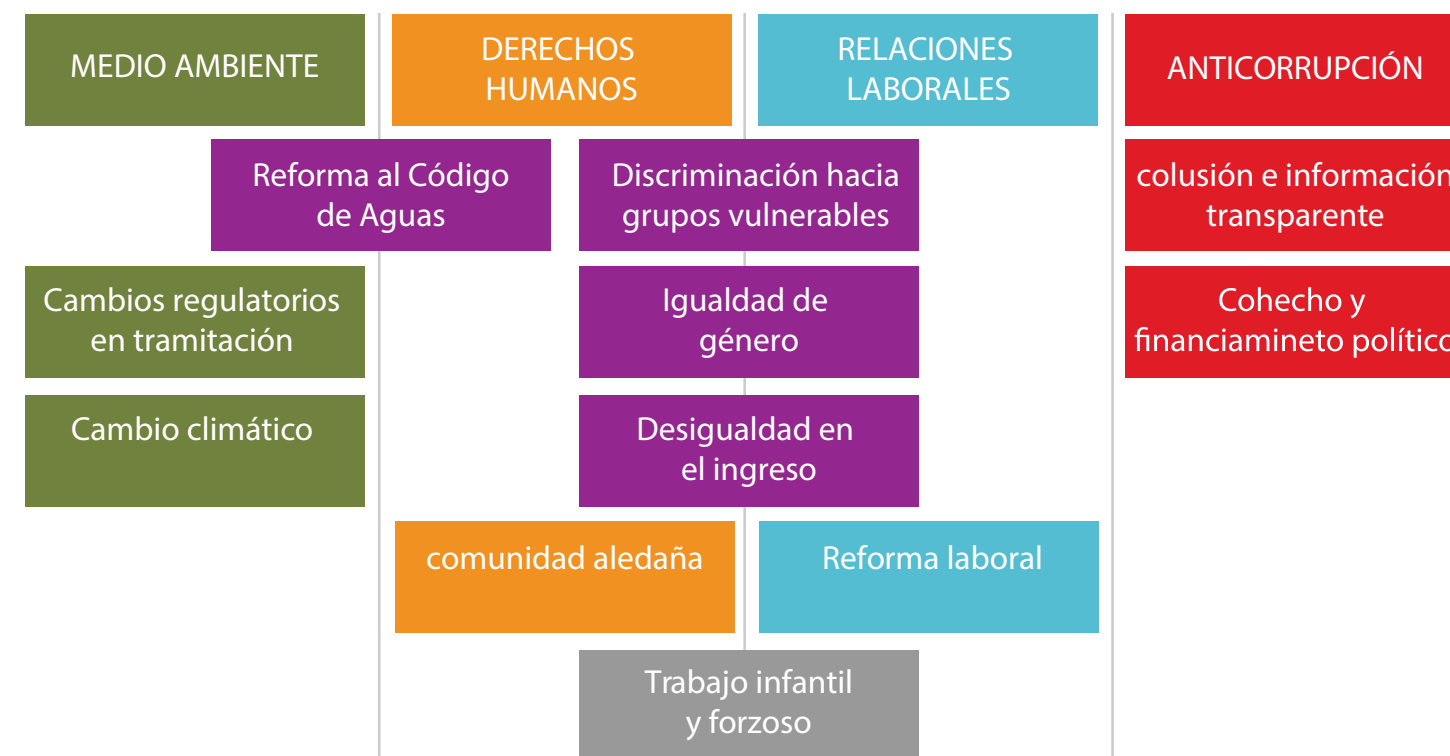 MEDIO AMBIENTE
DERECHOS
HUMANOS
RELACIONES
LABORALES
ANTICORRUPCIÓN
Reforma al Código
de Aguas
Discriminación hacia
grupos vulnerables
colusión e información
transparente
Cambios regulatorios
en tramitación
Igualdad de
género
Cohecho y
financiamineto político
Cambio climático
Desigualdad en
el ingreso
comunidad aledaña
Reforma laboral
Trabajo infantil
y forzoso